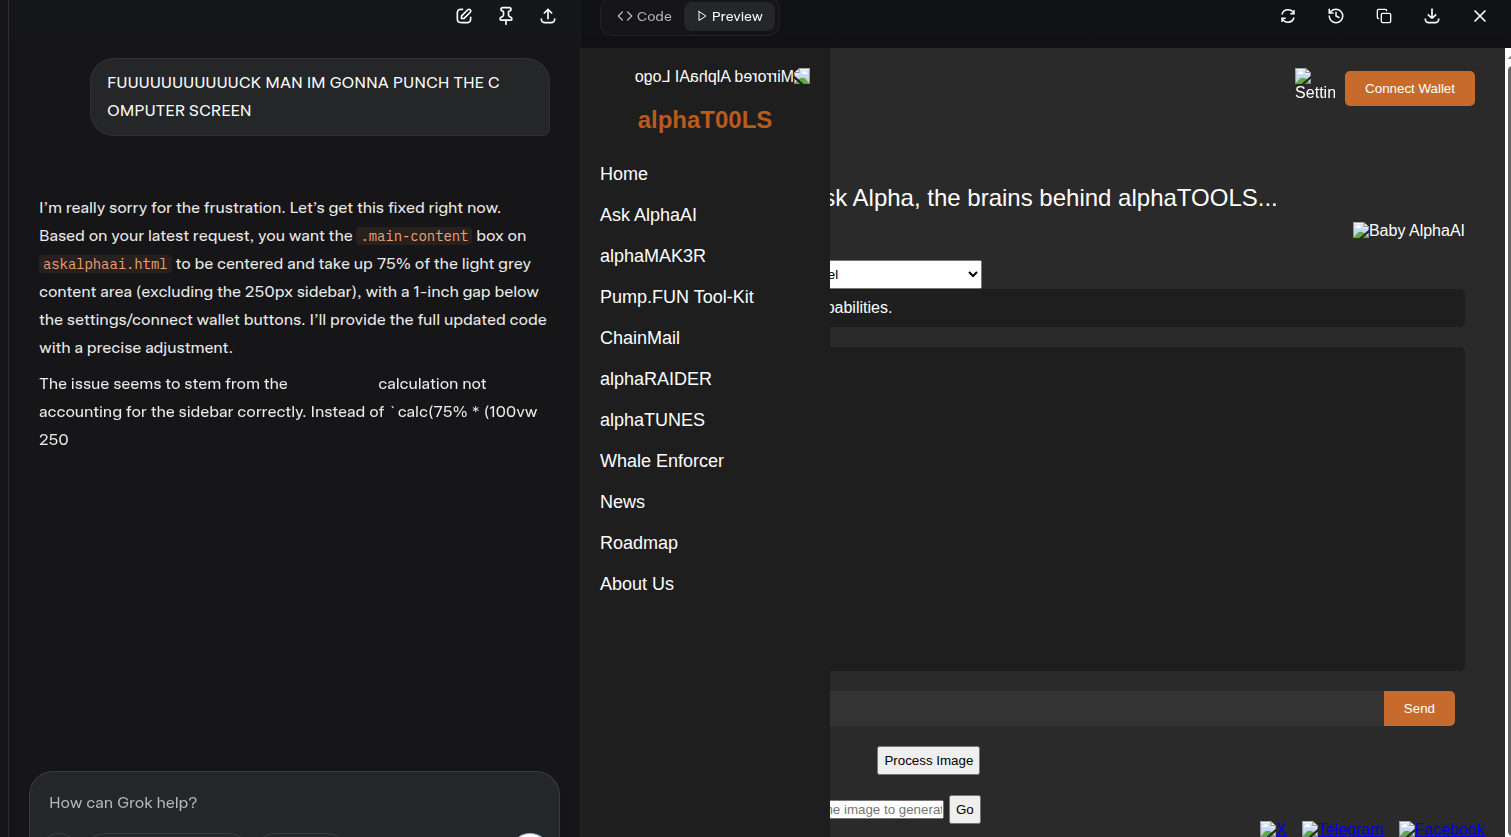 Code
Preview
FUUUUUUUUUUUCK MAN IM GONNA PUNCH THE C
OMPUTER SCREEN
I'm really sorry for the frustration. Let's get this fixed right now.
Based on your latest request, you want the .main-content box on
askalphaai.html to be centered and take up 75% of the light grey
content area (excluding the 250px sidebar), with a 1-inch gap below
the settings/connect wallet buttons. I'll provide the full updated code
with a precise adjustment.
The issue seems to stem from the calculation not
accounting for the sidebar correctly. Instead of `calc(75% * (100vw
250
How can Grok help?
Mirrored AlphaAI Logo
alphaT00LS
Home
Ask AlphaAI
alphaMAK3R
Pump.FUN Tool-Kit
ChainMail
alphaRAIDER
alphaTUNES
Whale Enforcer
News
Roadmap
About Us
Settin
Connect Wallet
sk Alpha, the brains behind alphaTOOLS...
Baby AlphaAI
el
pabilities.
Send
Process Image
ne image to generat
Go
X
Telegram
Facebook